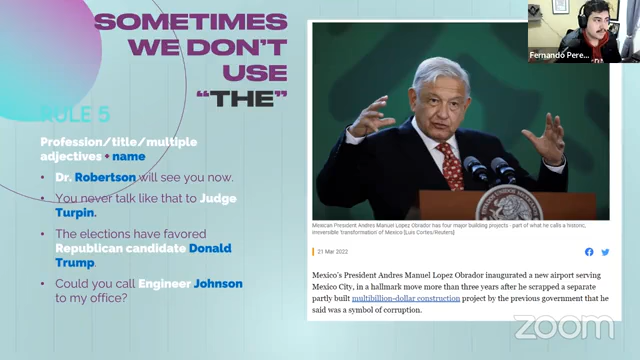 SOMETIMES
WE DON'T
USE
"THE"
RULE 5
Profession/title/multiple
adjectives + name
• Dr. Robertson will see you now.
• You never talk like that to Judge
Turpin.
• The elections have favored
Republican candidate Donald
Trump.
• Could you call Engineer Johnson
to my office?
Mexican President Andres Manuel Lopez Obrador has four major building projects - part of what he calls a historic,
irreversible 'transformation' of Mexico [Luis Cortes/Reuters]
21 Mar 2022
Mexico's President Andres Manuel Lopez Obrador inaugurated a new airport serving
Mexico City, in a hallmark move more than three years after he scrapped a separate
partly built multibillion-dollar construction project by the previous government that he
said was a symbol of corruption.
Fernando Pere...
zoom